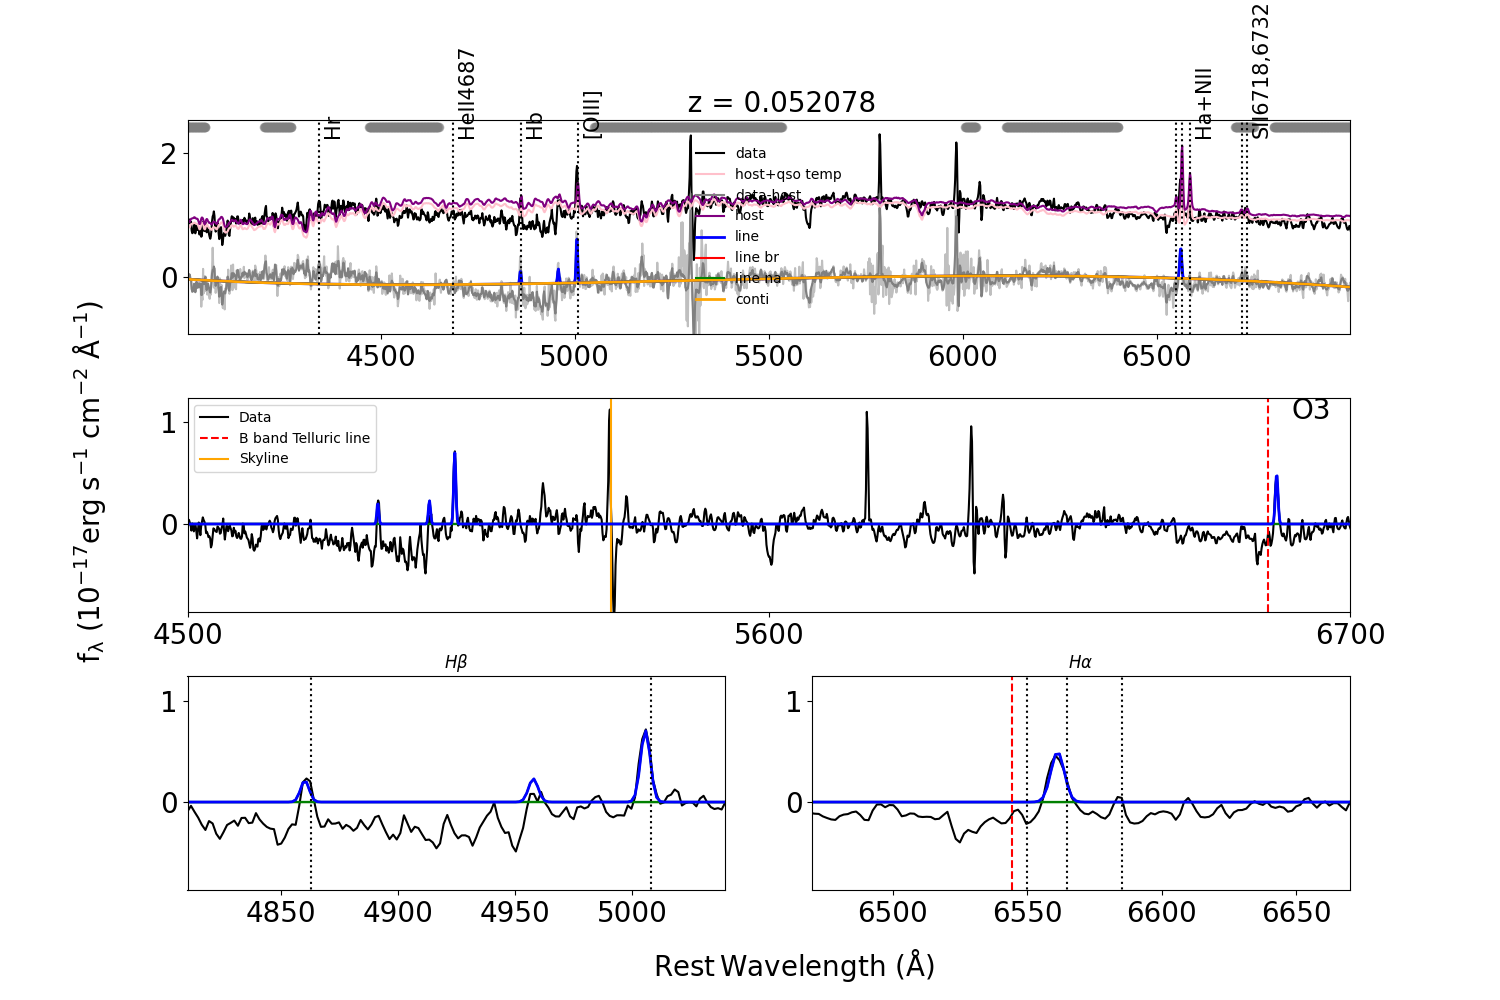 z = 0.052078
Hr
HeII4687
Hb
[OIII]
Ha+NII
SII6718,6732
2
0
data
host+qso temp
data-host
host
line
line br
line na
conti
4500 5000 5500 6000 6500
fλ (10⁻¹⁷erg s⁻¹ cm⁻² Å⁻¹)
1
0
Data
B band Telluric line
Skyline
O3
4500 5600 6700
Hβ
1
0
4850 4900 4950 5000
Hα
1
0
6500 6550 6600 6650
Rest Wavelength (Å)